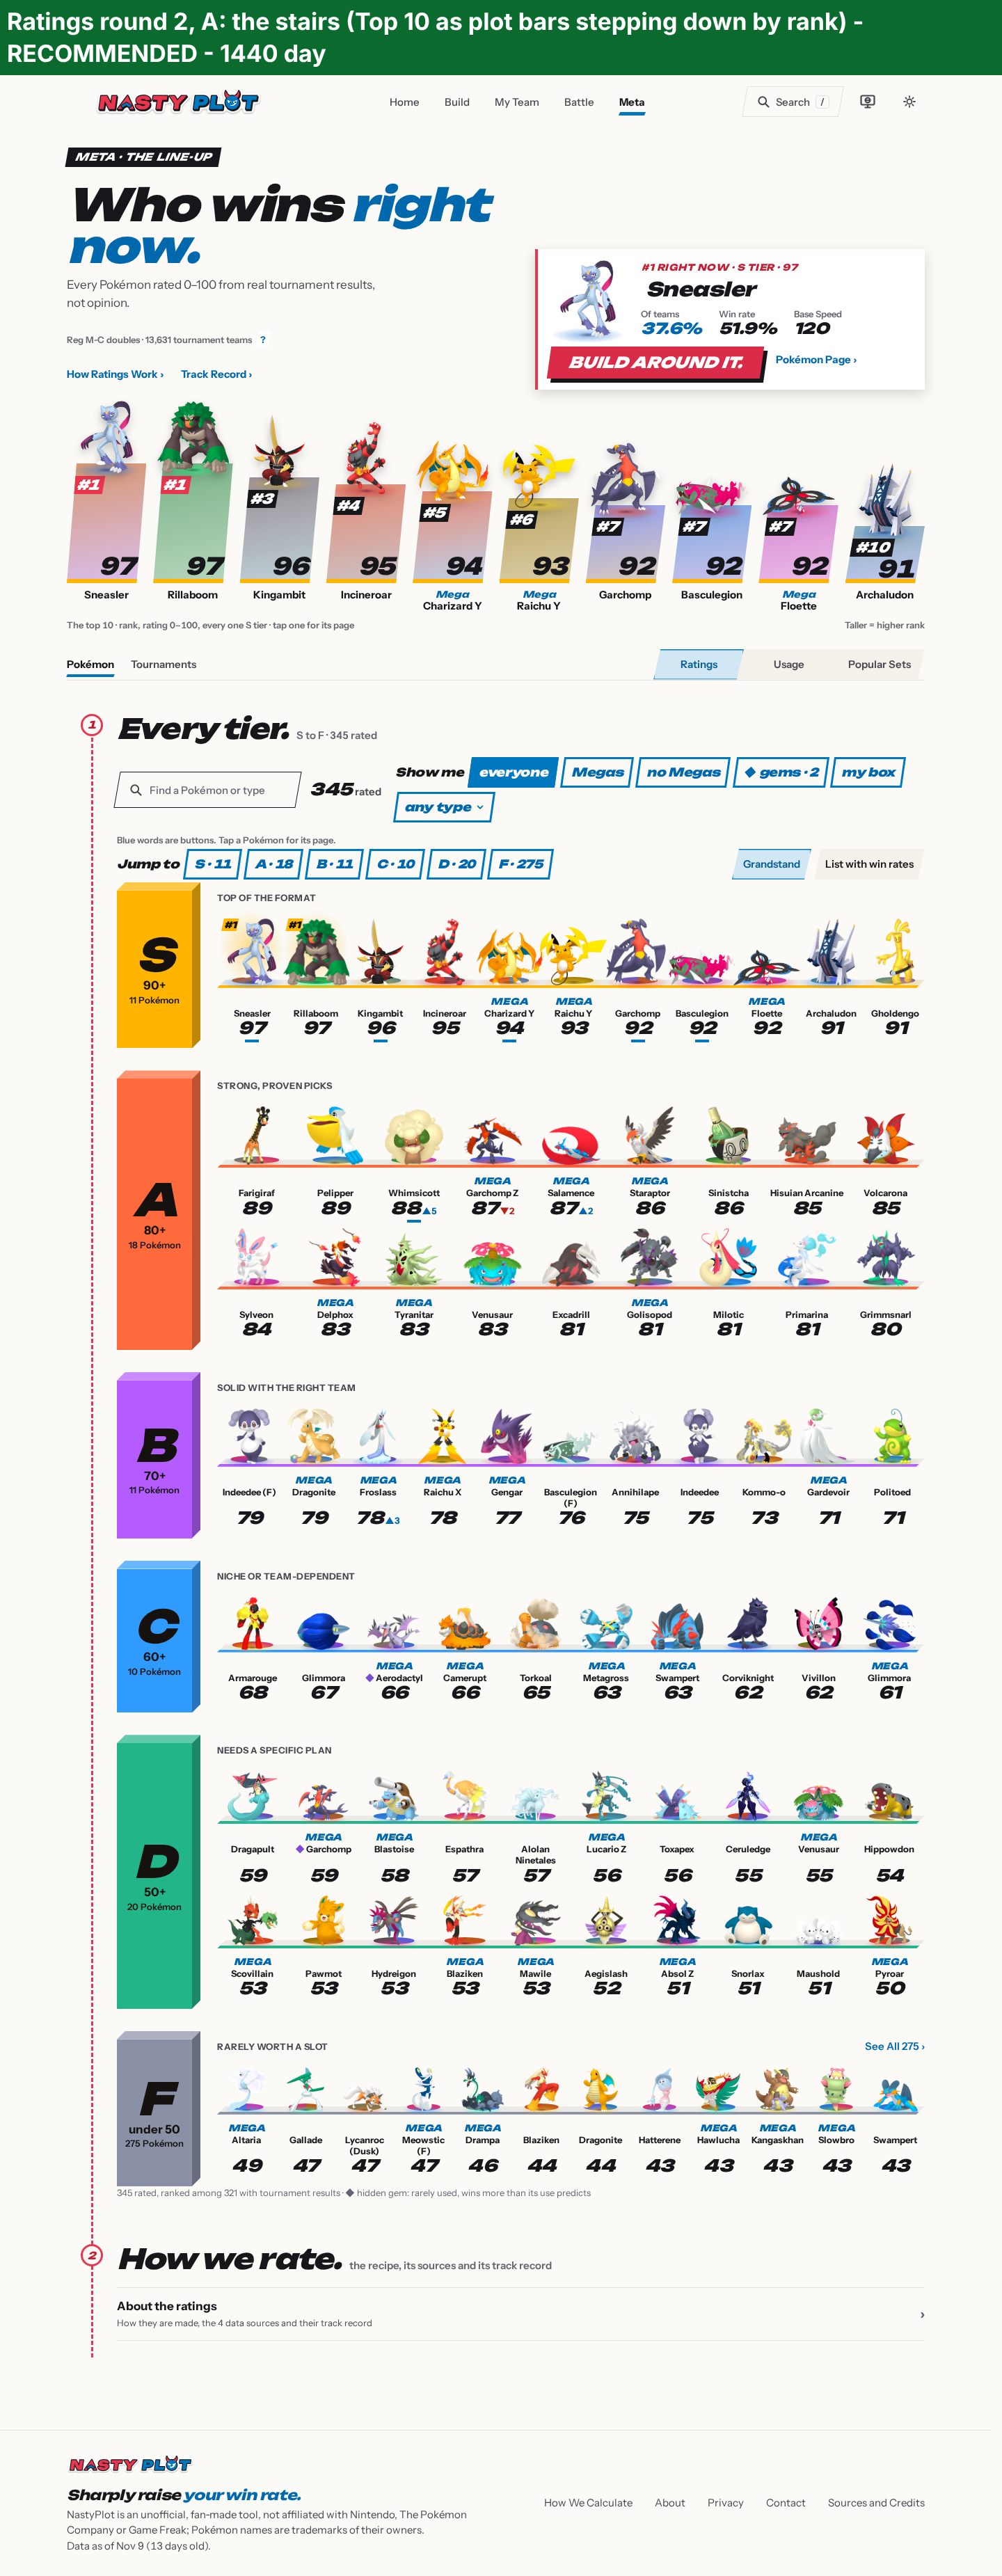 Ratings round 2, A: the stairs (Top 10 as plot bars stepping down by rank) -
RECOMMENDED - 1440 day
NASTY PLOT
Home Build My Team Battle Meta
Search /
META · THE LINE-UP
Who wins right
now.
Every Pokémon rated 0–100 from real tournament results,
not opinion.
Reg M-C doubles · 13,631 tournament teams ?
How Ratings Work › Track Record ›
#1 RIGHT NOW · S TIER · 97
Sneasler
Of teams Win rate Base Speed
37.6% 51.9% 120
BUILD AROUND IT. Pokémon Page ›
#1 #1 #3 #4 #5 #6 #7 #7 #7 #10
97 97 96 95 94 93 92 92 92 91
Sneasler Rillaboom Kingambit Incineroar Mega Charizard Y Mega Raichu Y Garchomp Basculegion Mega Floette Archaludon
The top 10 · rank, rating 0–100, every one S tier · tap one for its page
Taller = higher rank
Pokémon Tournaments
Ratings Usage Popular Sets
1
Every tier. S to F · 345 rated
Find a Pokémon or type
345 rated
Show me everyone Megas no Megas ◆ gems · 2 my box
any type
Blue words are buttons. Tap a Pokémon for its page.
Jump to S · 11 A · 18 B · 11 C · 10 D · 20 F · 275
Grandstand List with win rates
S
90+
11 Pokémon
TOP OF THE FORMAT
#1 #1
MEGA MEGA MEGA
Sneasler Rillaboom Kingambit Incineroar Charizard Y Raichu Y Garchomp Basculegion Floette Archaludon Gholdengo
97 97 96 95 94 93 92 92 92 91 91
A
80+
18 Pokémon
STRONG, PROVEN PICKS
MEGA MEGA MEGA
Farigiraf Pelipper Whimsicott Garchomp Z Salamence Staraptor Sinistcha Hisuian Arcanine Volcarona
89 89 88▲5 87▼2 87▲2 86 86 85 85
MEGA MEGA MEGA
Sylveon Delphox Tyranitar Venusaur Excadrill Golisopod Milotic Primarina Grimmsnarl
84 83 83 83 81 81 81 81 80
B
70+
11 Pokémon
SOLID WITH THE RIGHT TEAM
MEGA MEGA MEGA MEGA MEGA
Indeedee (F) Dragonite Froslass Raichu X Gengar Basculegion (F) Annihilape Indeedee Kommo-o Gardevoir Politoed
79 79 78▲3 78 77 76 75 75 73 71 71
C
60+
10 Pokémon
NICHE OR TEAM-DEPENDENT
MEGA MEGA MEGA MEGA MEGA
Armarouge Glimmora ◆ Aerodactyl Camerupt Torkoal Metagross Swampert Corviknight Vivillon Glimmora
68 67 66 66 65 63 63 62 62 61
D
50+
20 Pokémon
NEEDS A SPECIFIC PLAN
MEGA MEGA MEGA MEGA
Dragapult ◆ Garchomp Blastoise Espathra Alolan Ninetales Lucario Z Toxapex Ceruledge Venusaur Hippowdon
59 59 58 57 57 56 56 55 55 54
MEGA MEGA MEGA MEGA MEGA
Scovillain Pawmot Hydreigon Blaziken Mawile Aegislash Absol Z Snorlax Maushold Pyroar
53 53 53 53 53 52 51 51 51 50
F
under 50
275 Pokémon
RARELY WORTH A SLOT
See All 275 ›
MEGA MEGA MEGA MEGA MEGA MEGA
Altaria Gallade Lycanroc (Dusk) Meowstic (F) Drampa Blaziken Dragonite Hatterene Hawlucha Kangaskhan Slowbro Swampert
49 47 47 47 46 44 44 43 43 43 43 43
345 rated, ranked among 321 with tournament results · ◆ hidden gem: rarely used, wins more than its use predicts
2
How we rate. the recipe, its sources and its track record
About the ratings
How they are made, the 4 data sources and their track record
›
NASTY PLOT
Sharply raise your win rate.
NastyPlot is an unofficial, fan-made tool, not affiliated with Nintendo, The Pokémon
Company or Game Freak; Pokémon names are trademarks of their owners.
Data as of Nov 9 (13 days old).
How We Calculate About Privacy Contact Sources and Credits